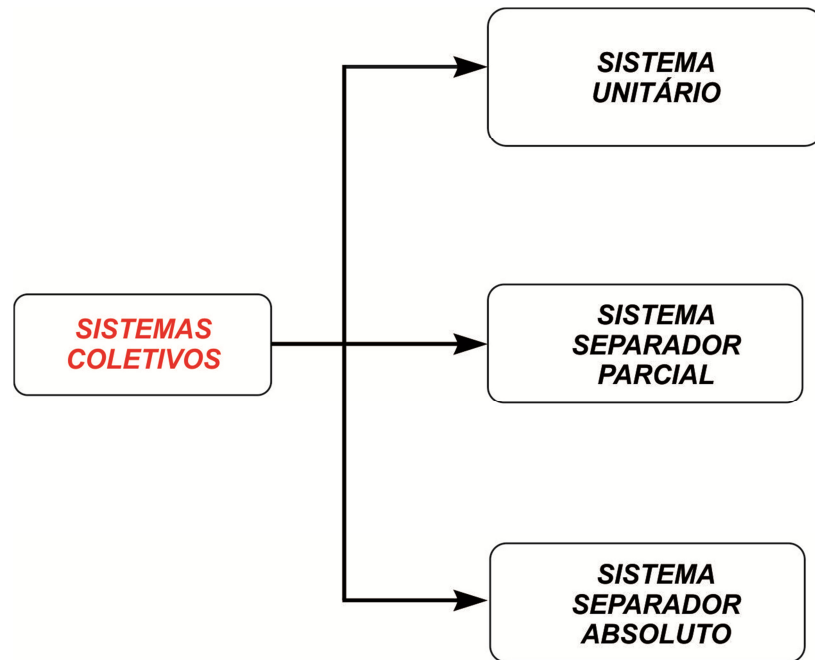 SISTEMA
UNITÁRIO
SISTEMAS
COLETIVOS
SISTEMA
SEPARADOR
PARCIAL
SISTEMA
SEPARADOR
ABSOLUTO